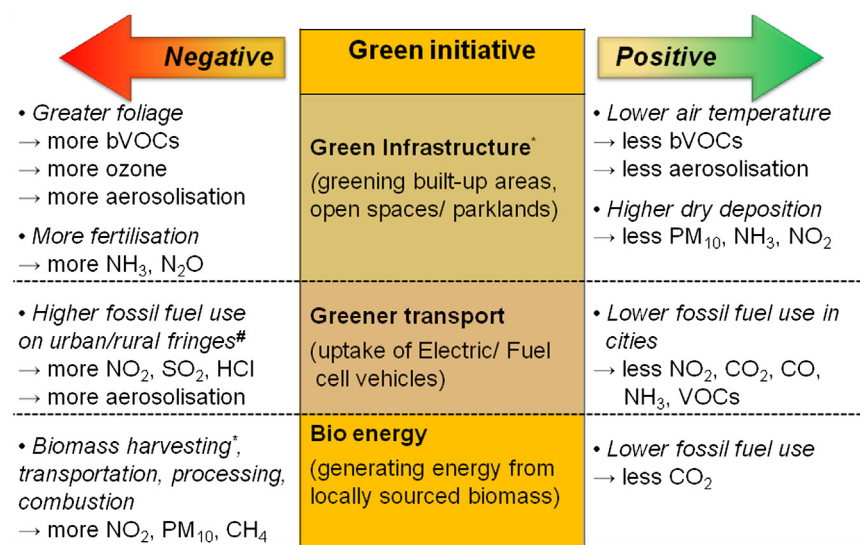 Negative
Green initiative
Positive
• Greater foliage
→ more bVOCs
→ more ozone
→ more aerosolisation
• More fertilisation
→ more NH₃, N₂O
Green Infrastructure*
(greening built-up areas,
open spaces/ parklands)
• Lower air temperature
→ less bVOCs
→ less aerosolisation
• Higher dry deposition
→ less PM₁₀, NH₃, NO₂
• Higher fossil fuel use
on urban/rural fringes#
→ more NO₂, SO₂, HCl
→ more aerosolisation
Greener transport
(uptake of Electric/ Fuel
cell vehicles)
• Lower fossil fuel use in
cities
→ less NO₂, CO₂, CO,
NH₃, VOCs
• Biomass harvesting*,
transportation, processing,
combustion
→ more NO₂, PM₁₀, CH₄
Bio energy
(generating energy from
locally sourced biomass)
• Lower fossil fuel use
→ less CO₂